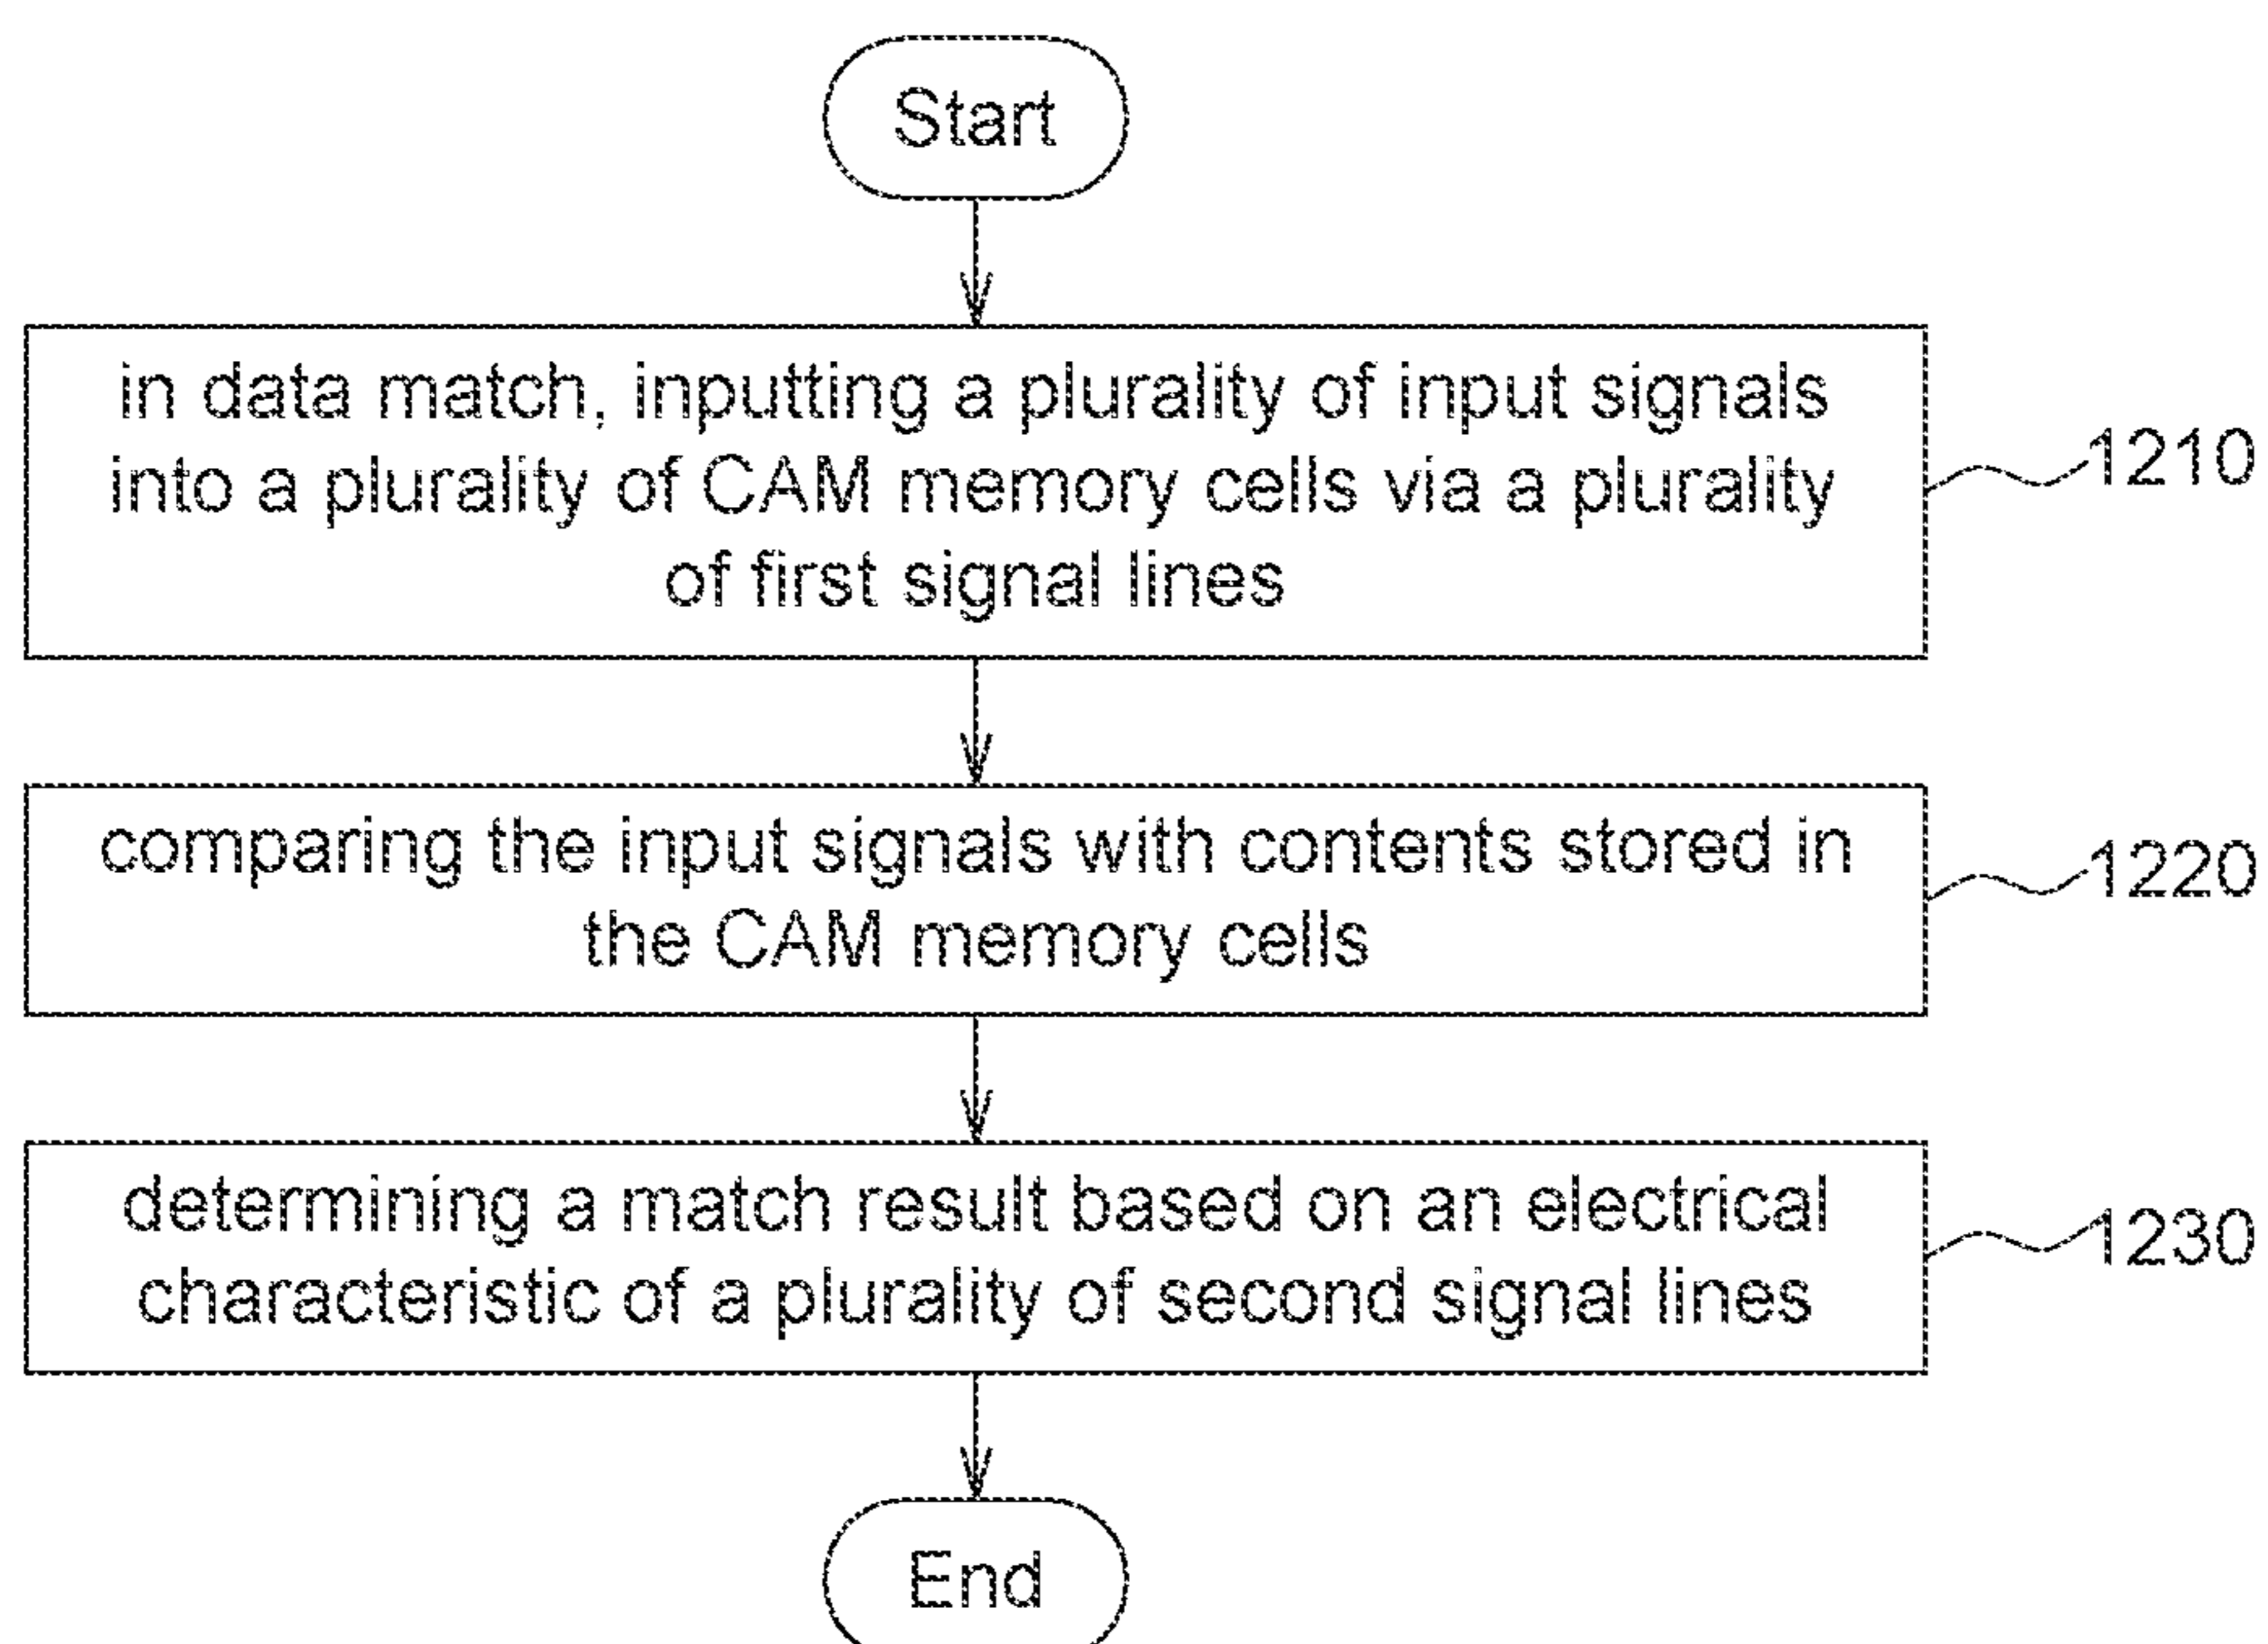 Start
in data match, inputting a plurality of input signals
into a plurality of CAM memory cells via a plurality
of first signal lines
1210
comparing the input signals with contents stored in
the CAM memory cells
1220
determining a match result based on an electrical
characteristic of a plurality of second signal lines
1230
End